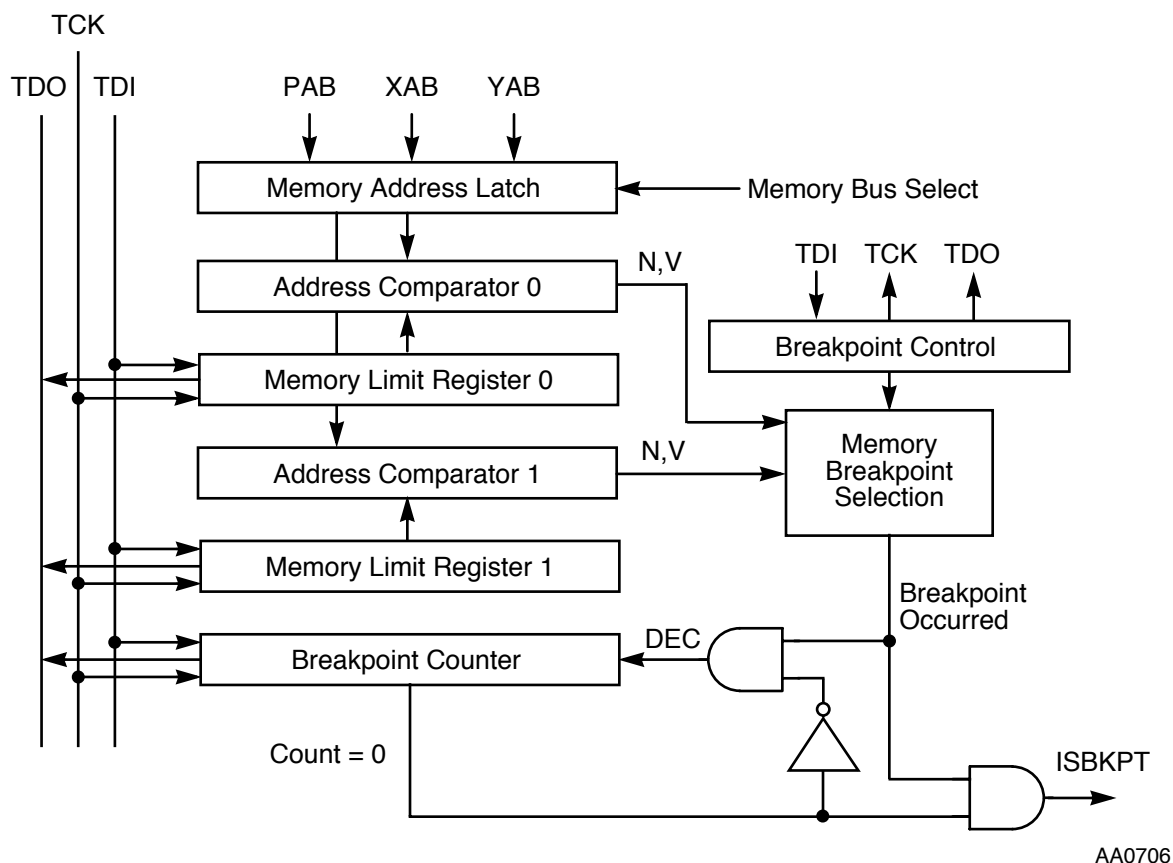 TCK
TDO
TDI
PAB
XAB
YAB
Memory Address Latch
Memory Bus Select
Address Comparator 0
N,V
TDI
TCK
TDO
Breakpoint Control
Memory Limit Register 0
Memory
Breakpoint
Selection
N,V
Address Comparator 1
Memory Limit Register 1
Breakpoint
Occurred
DEC
Breakpoint Counter
Count = 0
ISBKPT
AA0706